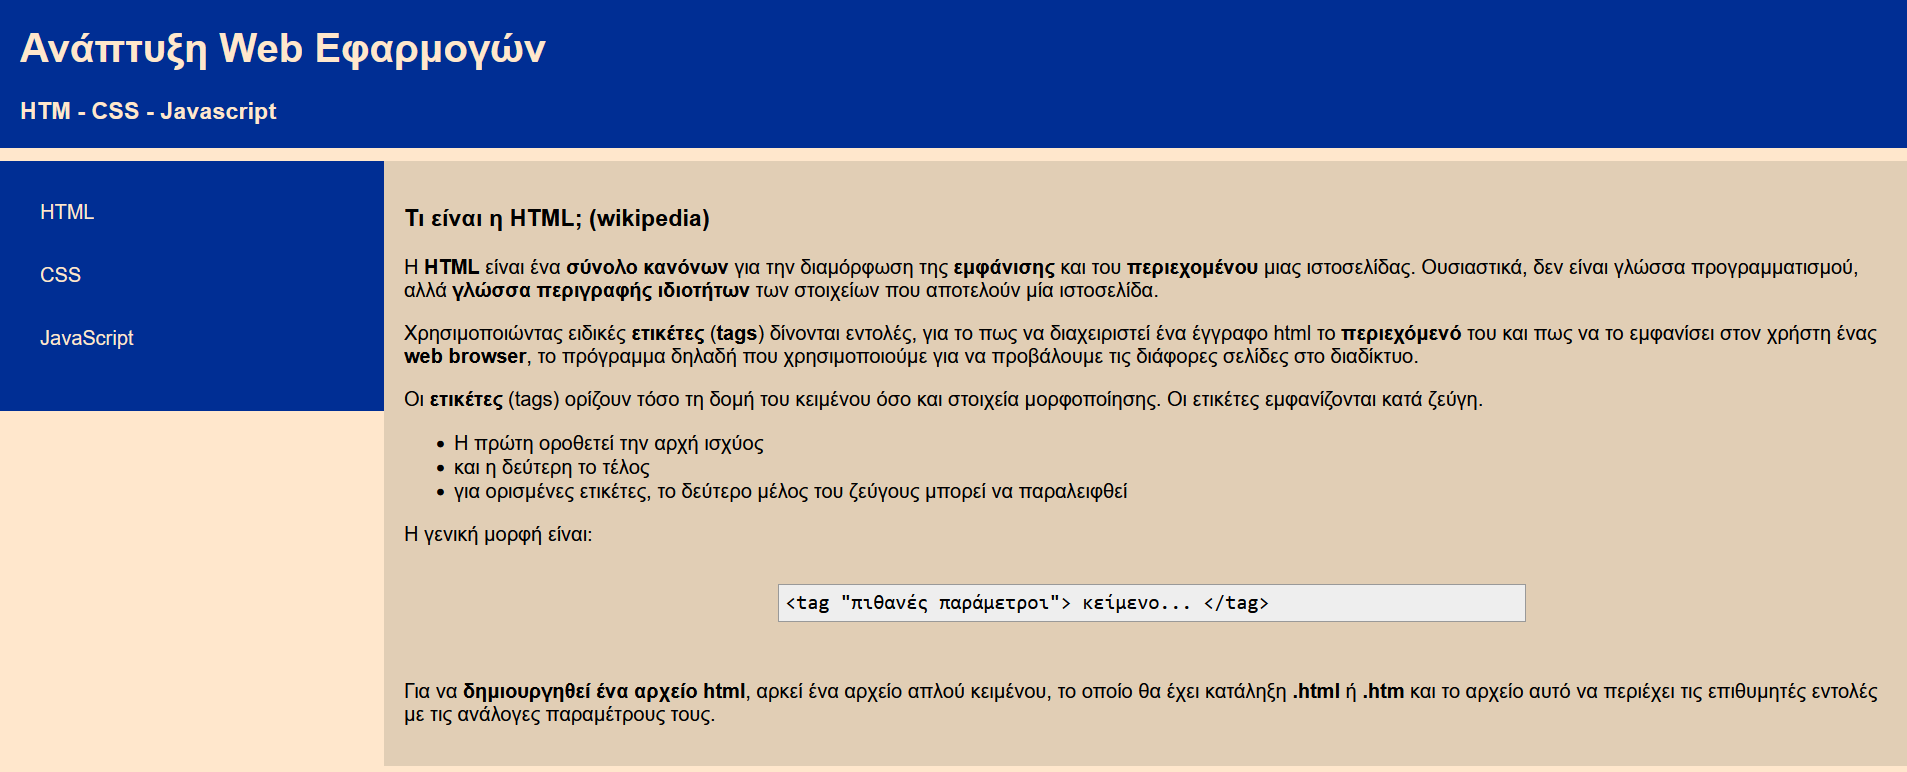 Ανάπτυξη Web Εφαρμογών
HTM - CSS - Javascript
HTML
CSS
JavaScript
Τι είναι η HTML; (wikipedia)
Η HTML είναι ένα σύνολο κανόνων για την διαμόρφωση της εμφάνισης και του περιεχομένου μιας ιστοσελίδας. Ουσιαστικά, δεν είναι γλώσσα προγραμματισμού,
αλλά γλώσσα περιγραφής ιδιοτήτων των στοιχείων που αποτελούν μία ιστοσελίδα.
Χρησιμοποιώντας ειδικές ετικέτες (tags) δίνονται εντολές, για το πως να διαχειριστεί ένα έγγραφο html το περιεχόμενό του και πως να το εμφανίσει στον χρήστη ένας
web browser, το πρόγραμμα δηλαδή που χρησιμοποιούμε για να προβάλουμε τις διάφορες σελίδες στο διαδίκτυο.
Οι ετικέτες (tags) ορίζουν τόσο τη δομή του κειμένου όσο και στοιχεία μορφοποίησης. Οι ετικέτες εμφανίζονται κατά ζεύγη.
• Η πρώτη οροθετεί την αρχή ισχύος
• και η δεύτερη το τέλος
• για ορισμένες ετικέτες, το δεύτερο μέλος του ζεύγους μπορεί να παραλειφθεί
Η γενική μορφή είναι:
<tag "πιθανές παράμετροι"> κείμενο... </tag>
Για να δημιουργηθεί ένα αρχείο html, αρκεί ένα αρχείο απλού κειμένου, το οποίο θα έχει κατάληξη .html ή .htm και το αρχείο αυτό να περιέχει τις επιθυμητές εντολές
με τις ανάλογες παραμέτρους τους.